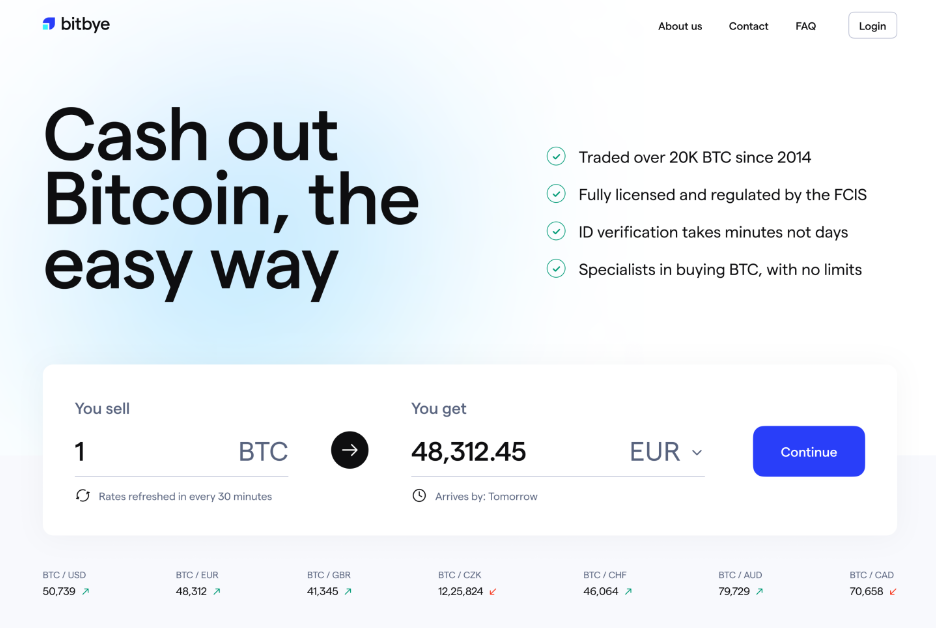 bitbye
About us
Contact
FAQ
Login
Cash out
Bitcoin, the
easy way
Traded over 20K BTC since 2014
Fully licensed and regulated by the FCIS
ID verification takes minutes not days
Specialists in buying BTC, with no limits
You sell
1 BTC
Rates refreshed in every 30 minutes
You get
48,312.45 EUR
Arrives by: Tomorrow
Continue
BTC / USD
50,739
BTC / EUR
48,312
BTC / GBR
41,345
BTC / CZK
12,25,824
BTC / CHF
46,064
BTC / AUD
79,729
BTC / CAD
70,658